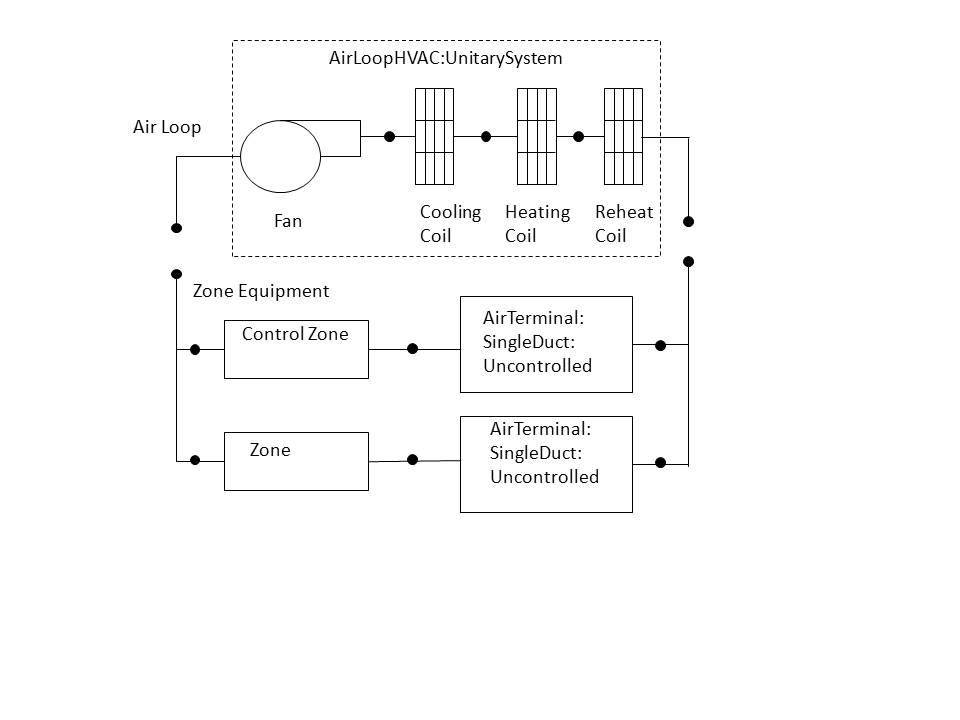 AirLoopHVAC:UnitarySystem
Air Loop
Fan
Cooling
Coil
Heating
Coil
Reheat
Coil
Zone Equipment
Control Zone
AirTerminal:
SingleDuct:
Uncontrolled
Zone
AirTerminal:
SingleDuct:
Uncontrolled